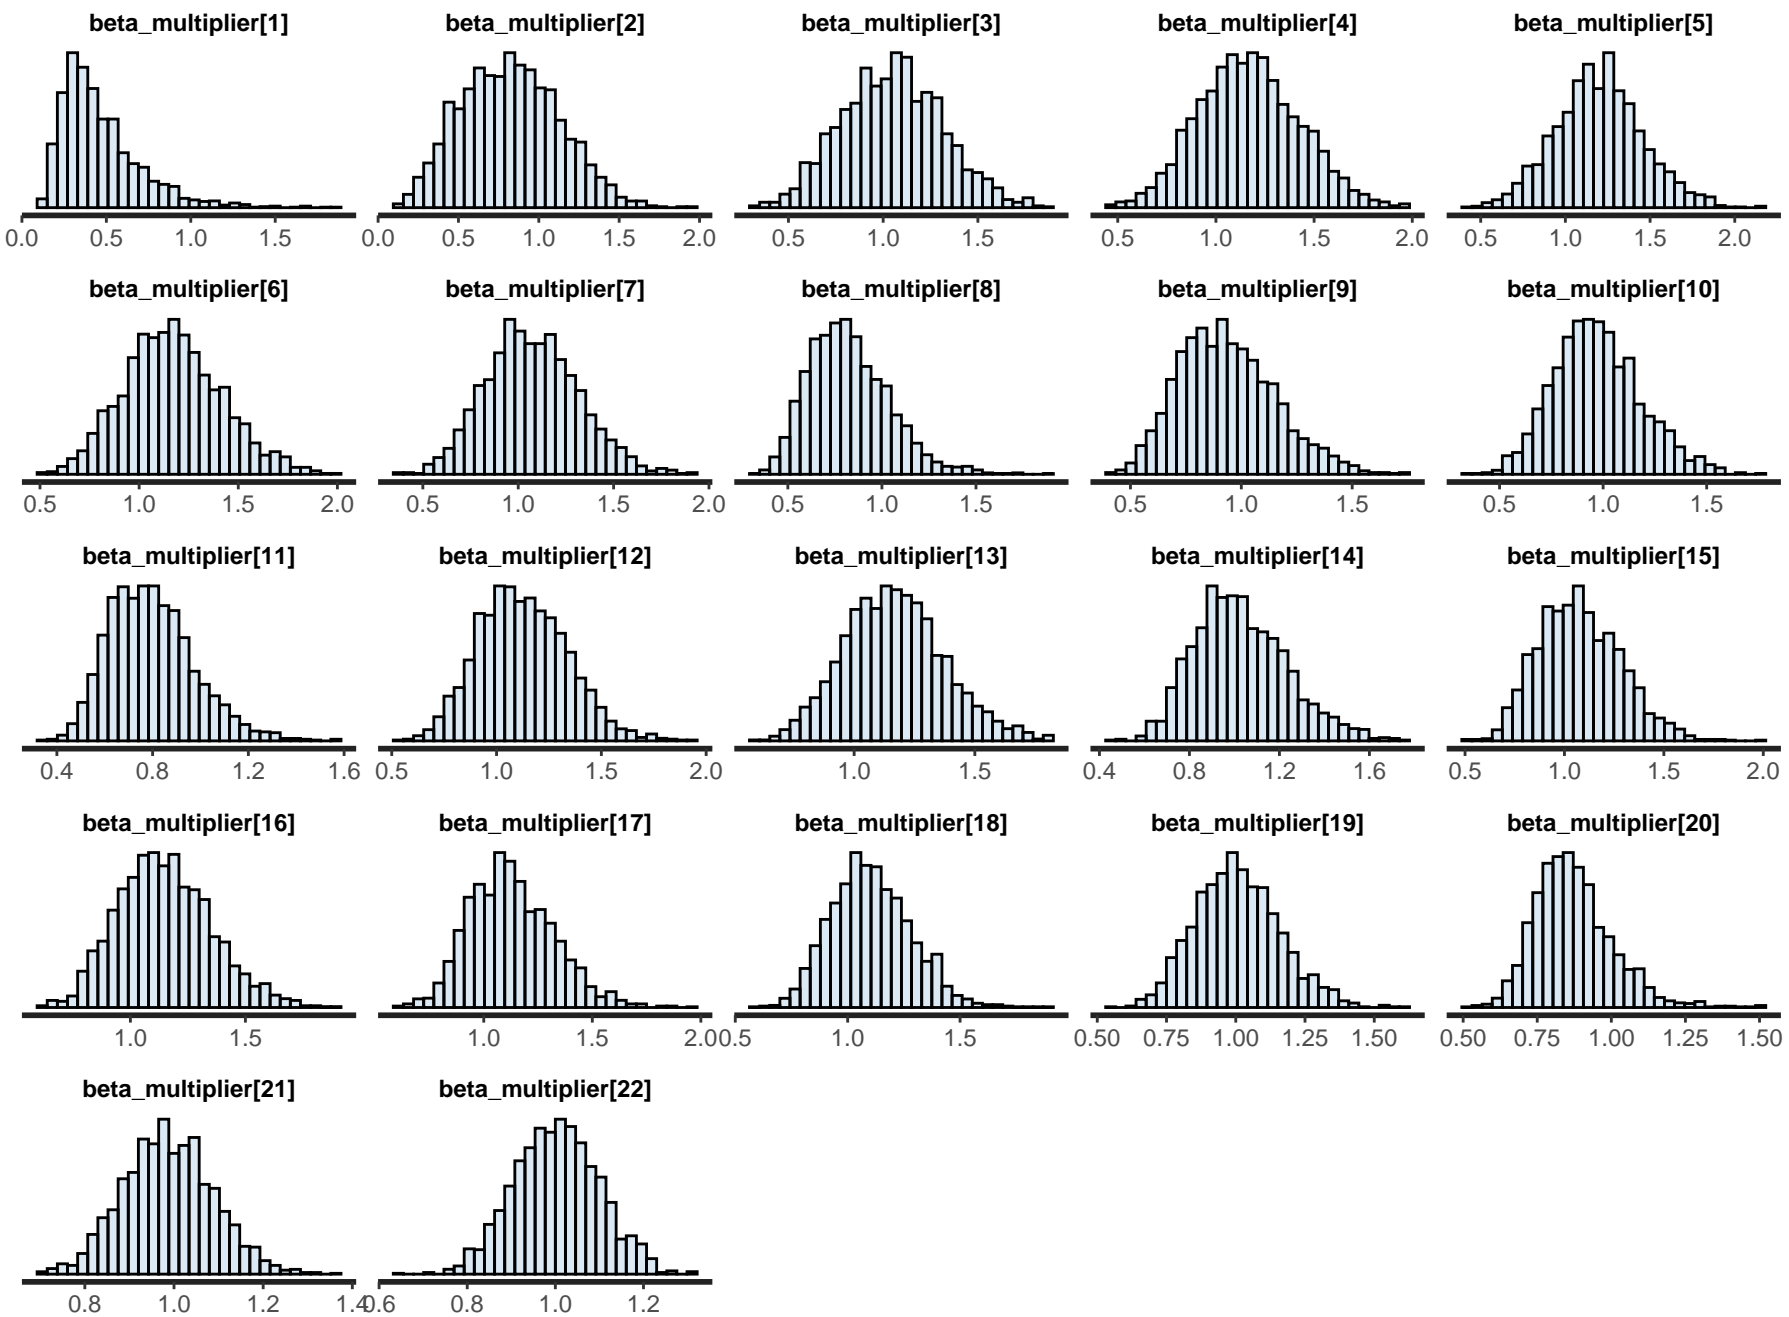 beta_multiplier[1] beta_multiplier[2] beta_multiplier[3] beta_multiplier[4] beta_multiplier[5]
0.0 0.5 1.0 1.5 0.0 0.5 1.0 1.5 2.0 0.5 1.0 1.5 0.5 1.0 1.5 2.0 0.5 1.0 1.5 2.0
beta_multiplier[6] beta_multiplier[7] beta_multiplier[8] beta_multiplier[9] beta_multiplier[10]
0.5 1.0 1.5 2.0 0.5 1.0 1.5 2.0 0.5 1.0 1.5 0.5 1.0 1.5 0.5 1.0 1.5
beta_multiplier[11] beta_multiplier[12] beta_multiplier[13] beta_multiplier[14] beta_multiplier[15]
0.4 0.8 1.2 1.6 0.5 1.0 1.5 2.0 1.0 1.5 0.4 0.8 1.2 1.6 0.5 1.0 1.5 2.0
beta_multiplier[16] beta_multiplier[17] beta_multiplier[18] beta_multiplier[19] beta_multiplier[20]
1.0 1.5 1.0 1.5 2.0 0.5 1.0 1.5 0.50 0.75 1.00 1.25 1.50 0.50 0.75 1.00 1.25 1.50
beta_multiplier[21] beta_multiplier[22]
0.8 1.0 1.2 1.4 0.6 0.8 1.0 1.2